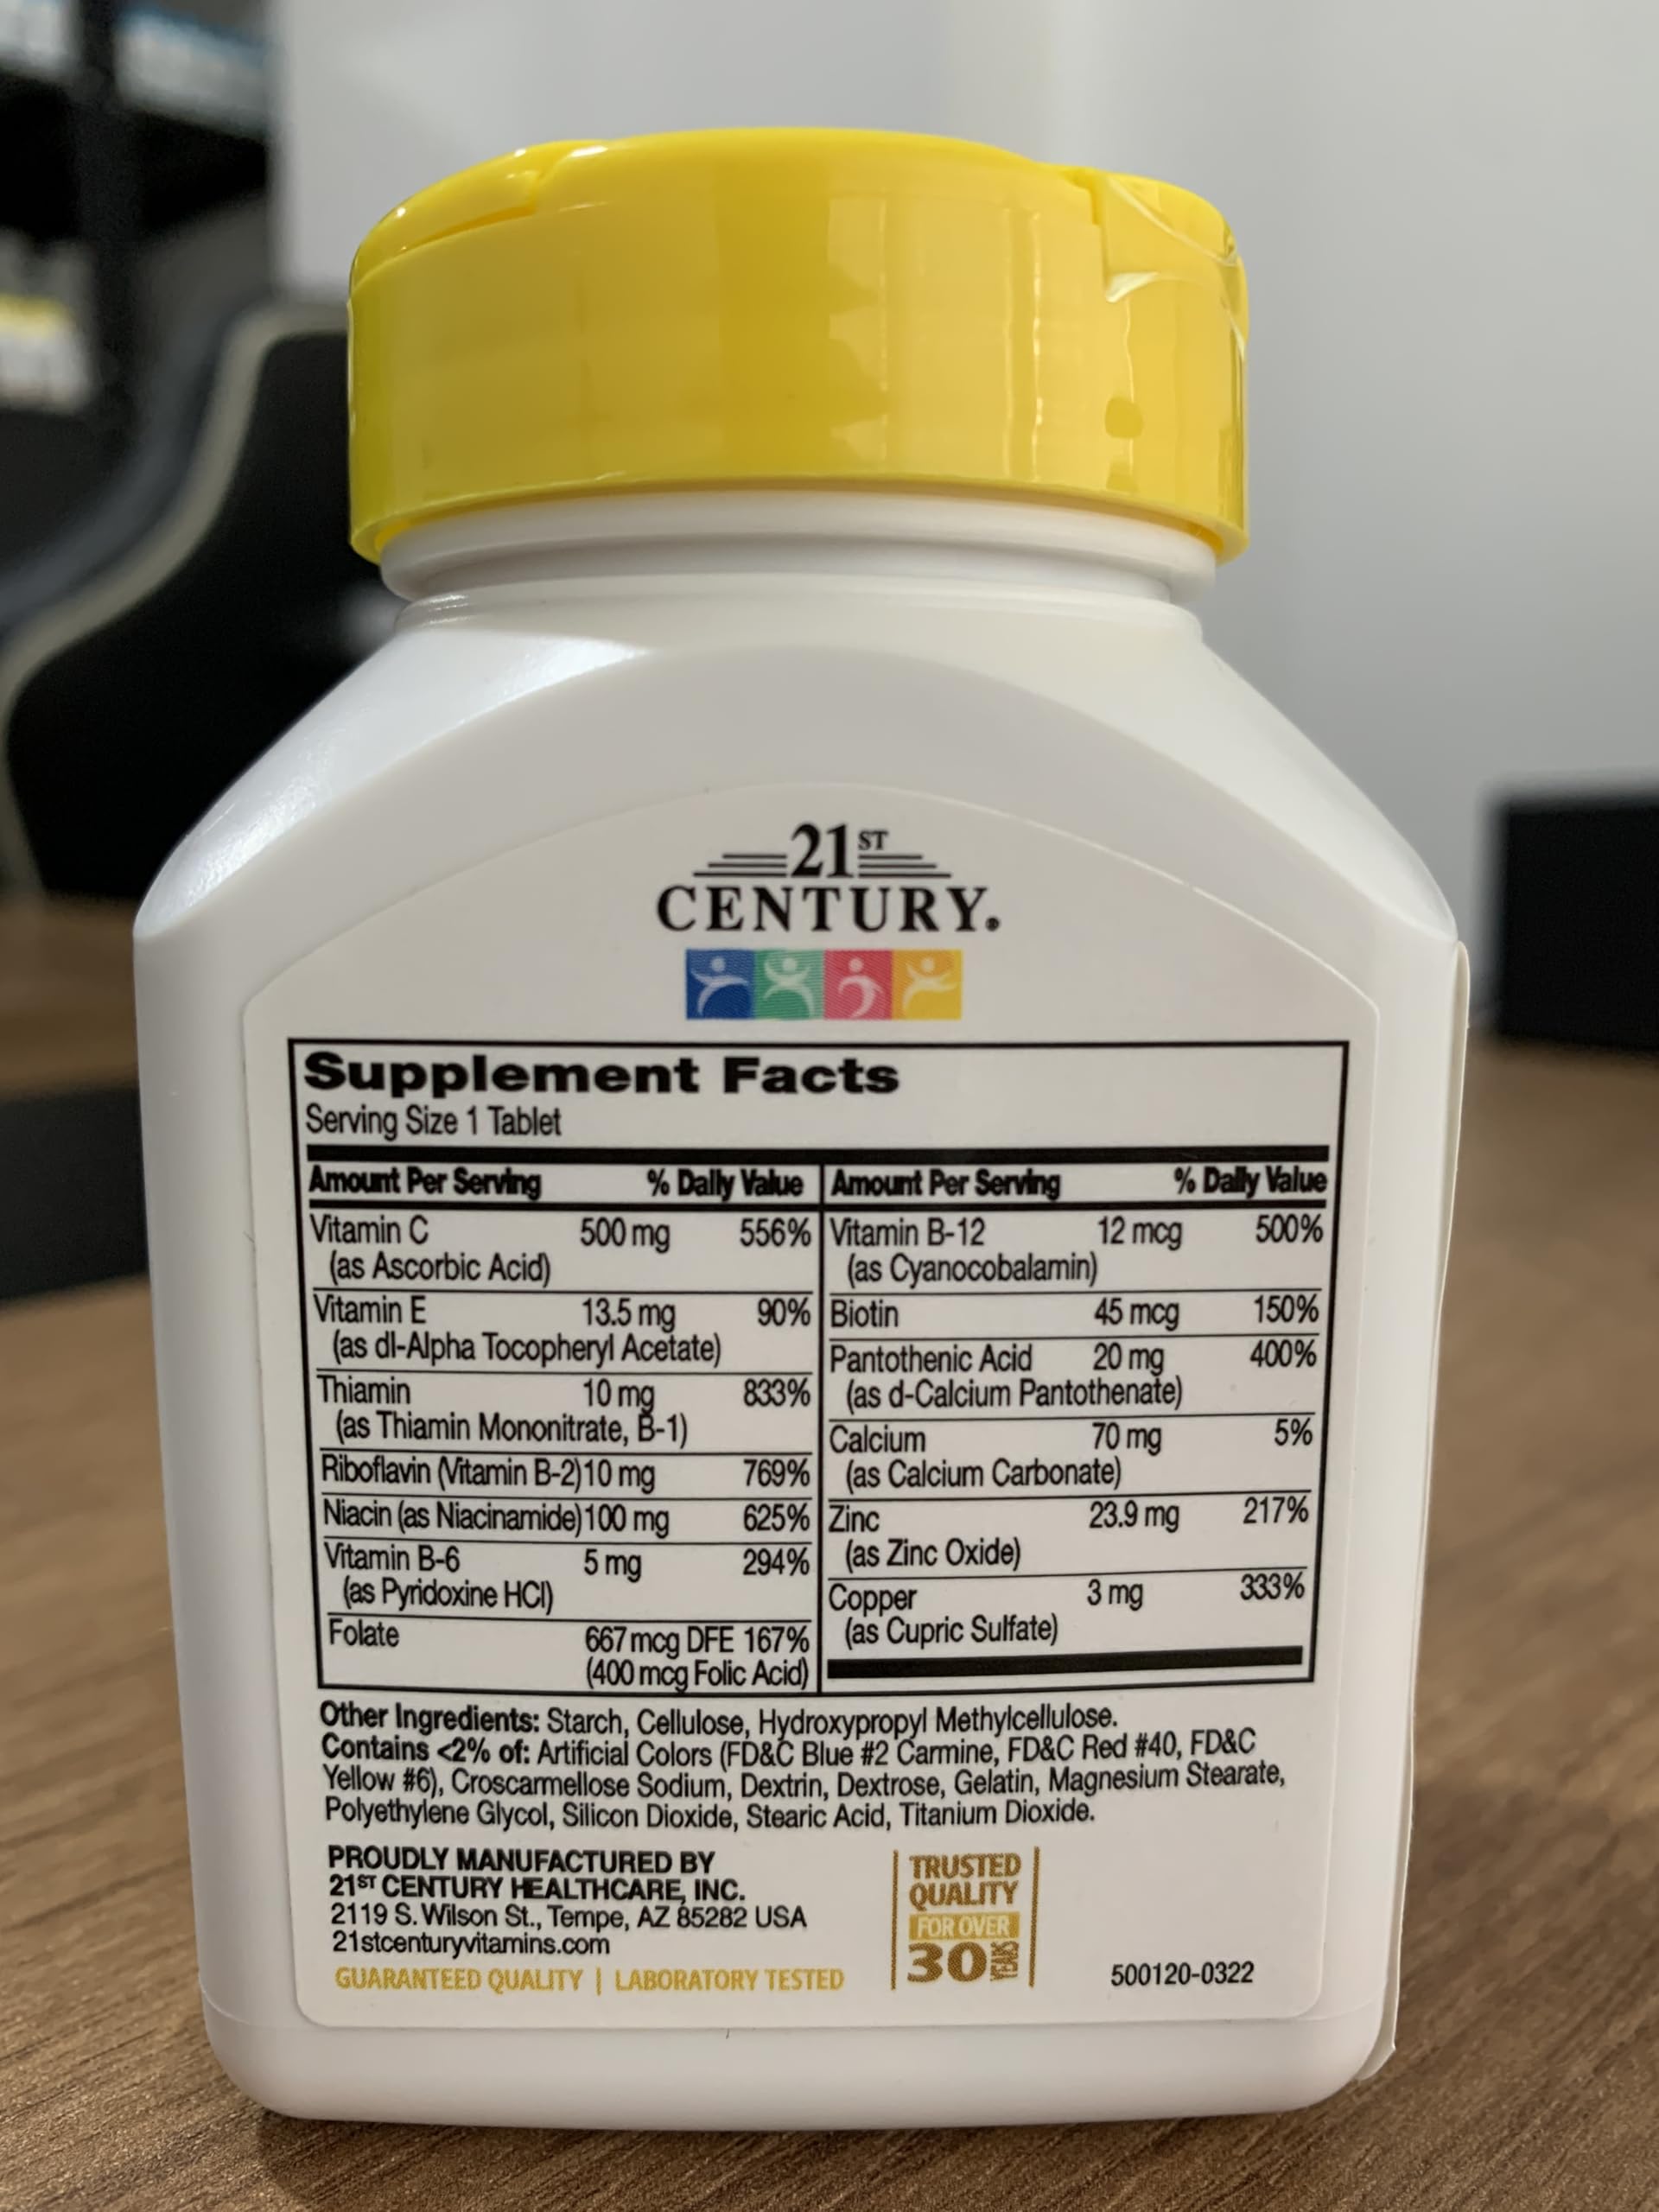 21ST
CENTURY®
Supplement Facts
Serving Size 1 Tablet
Amount Per Serving % Daily Value
Vitamin C 500 mg 556%
(as Ascorbic Acid)
Vitamin E 13.5 mg 90%
(as dl-Alpha Tocopheryl Acetate)
Thiamin 10 mg 833%
(as Thiamin Mononitrate, B-1)
Riboflavin (Vitamin B-2) 10 mg 769%
Niacin (as Niacinamide) 100 mg 625%
Vitamin B-6 5 mg 294%
(as Pyridoxine HCl)
Folate 667 mcg DFE 167%
(400 mcg Folic Acid)
Amount Per Serving % Daily Value
Vitamin B-12 12 mcg 500%
(as Cyanocobalamin)
Biotin 45 mcg 150%
Pantothenic Acid 20 mg 400%
(as d-Calcium Pantothenate)
Calcium 70 mg 5%
(as Calcium Carbonate)
Zinc 23.9 mg 217%
(as Zinc Oxide)
Copper 3 mg 333%
(as Cupric Sulfate)
Other Ingredients: Starch, Cellulose, Hydroxypropyl Methylcellulose.
Contains <2% of: Artificial Colors (FD&C Blue #2 Carmine, FD&C Red #40, FD&C
Yellow #6), Croscarmellose Sodium, Dextrin, Dextrose, Gelatin, Magnesium Stearate,
Polyethylene Glycol, Silicon Dioxide, Stearic Acid, Titanium Dioxide.
PROUDLY MANUFACTURED BY
21ST CENTURY HEALTHCARE, INC.
2119 S. Wilson St., Tempe, AZ 85282 USA
21stcenturyvitamins.com
GUARANTEED QUALITY | LABORATORY TESTED
TRUSTED
QUALITY
FOR OVER
30 YEARS
500120-0322